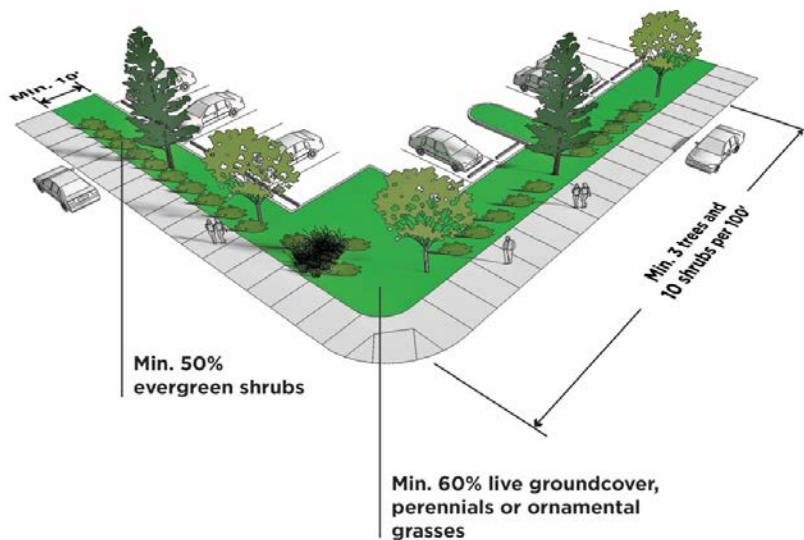 Min. 10'
Min. 3 trees and
10 shrubs per 100'
Min. 50%
evergreen shrubs
Min. 60% live groundcover,
perennials or ornamental
grasses